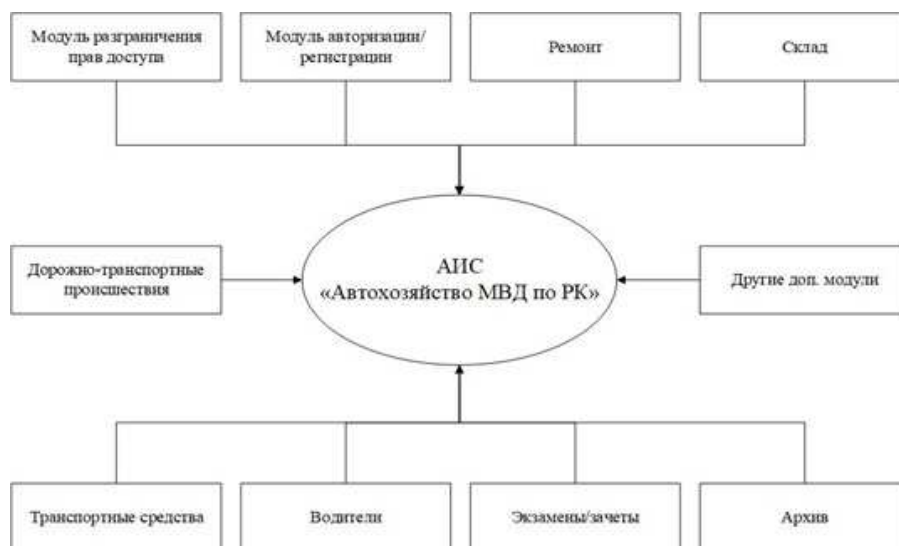 Модуль разграничения
прав доступа
Модуль авторизации/
регистрации
Ремонт
Склад
Дорожно-транспортные
происшествия
АИС
«Автохозяйство МВД по РК»
Другие доп. модули
Транспортные средства
Водители
Экзамены/зачеты
Архив